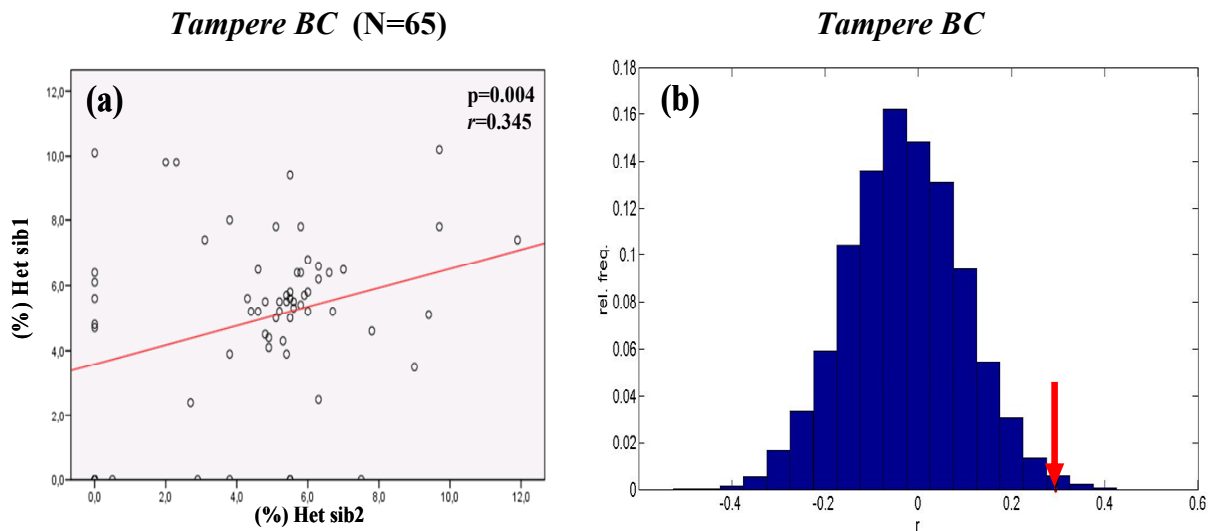 Tampere BC (N=65)
(a)
p=0.004
r=0.345
12,0
10,0
8,0
6,0
4,0
2,0
0,0
(%) Het sib1
0,0 2,0 4,0 6,0 8,0 10,0 12,0
(%) Het sib2
Tampere BC
(b)
0.18
0.16
0.14
0.12
0.1
0.08
0.06
0.04
0.02
0
rel. freq.
-0.4 -0.2 0 0.2 0.4 0.6
r